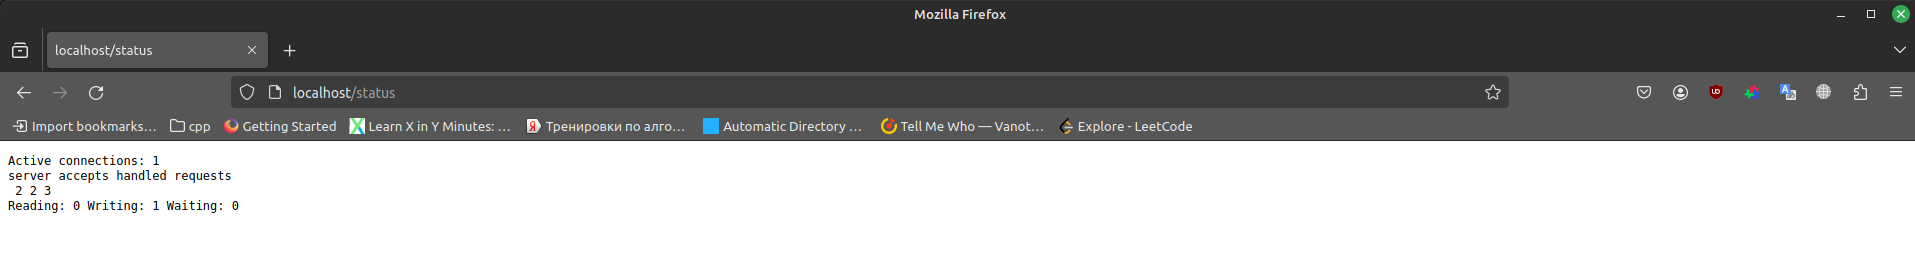 Mozilla Firefox
localhost/status
localhost/status
Import bookmarks… cpp Getting Started Learn X in Y Minutes: … Тренировки по алго… Automatic Directory … Tell Me Who — Vanot… Explore - LeetCode
Active connections: 1
server accepts handled requests
2 2 3
Reading: 0 Writing: 1 Waiting: 0